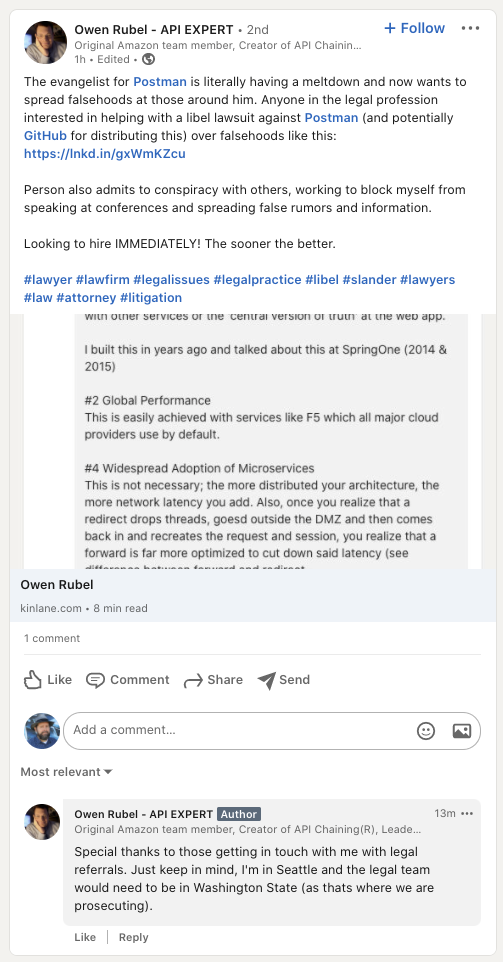 Owen Rubel - API EXPERT • 2nd
+ Follow
Original Amazon team member, Creator of API Chainin...
1h • Edited •
The evangelist for Postman is literally having a meltdown and now wants to
spread falsehoods at those around him. Anyone in the legal profession
interested in helping with a libel lawsuit against Postman (and potentially
GitHub for distributing this) over falsehoods like this:
https://lnkd.in/gxWmKZcu
Person also admits to conspiracy with others, working to block myself from
speaking at conferences and spreading false rumors and information.
Looking to hire IMMEDIATELY! The sooner the better.
#lawyer #lawfirm #legalissues #legalpractice #libel #slander #lawyers
#law #attorney #litigation
with other services or the 'central version of truth' at the web app.
I built this in years ago and talked about this at SpringOne (2014 &
2015)
#2 Global Performance
This is easily achieved with services like F5 which all major cloud
providers use by default.
#4 Widespread Adoption of Microservices
This is not necessary; the more distributed your architecture, the
more network latency you add. Also, once you realize that a
redirect drops threads, goesd outside the DMZ and then comes
back in and recreates the request and session, you realize that a
forward is far more optimized to cut down said latency (see
difference between forward and redirect
Owen Rubel
kinlane.com • 8 min read
1 comment
Like
Comment
Share
Send
Add a comment...
Most relevant
Owen Rubel - API EXPERT Author
13m
Original Amazon team member, Creator of API Chaining(R), Leade...
Special thanks to those getting in touch with me with legal
referrals. Just keep in mind, I'm in Seattle and the legal team
would need to be in Washington State (as thats where we are
prosecuting).
Like
Reply